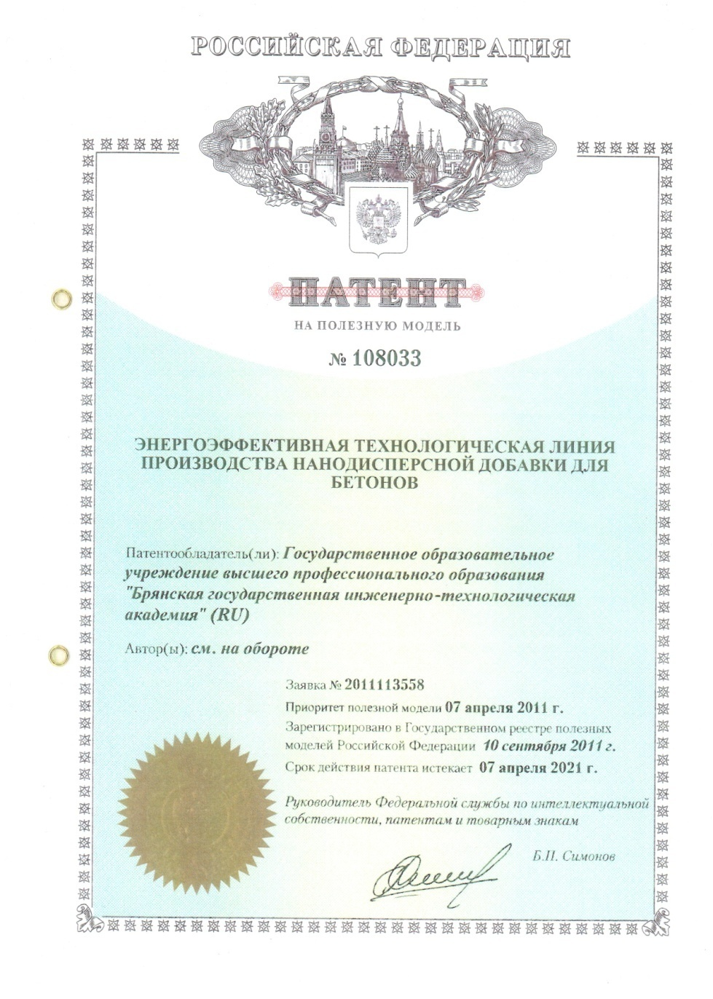 РОССИЙСКАЯ ФЕДЕРАЦИЯ
ПАТЕНТ
НА ПОЛЕЗНУЮ МОДЕЛЬ
№ 108033
ЭНЕРГОЭФФЕКТИВНАЯ ТЕХНОЛОГИЧЕСКАЯ ЛИНИЯ
ПРОИЗВОДСТВА НАНОДИСПЕРСНОЙ ДОБАВКИ ДЛЯ
БЕТОНОВ
Патентообладатель(ли): Государственное образовательное
учреждение высшего профессионального образования
"Брянская государственная инженерно-технологическая
академия" (RU)
Автор(ы): см. на обороте
Заявка № 2011113558
Приоритет полезной модели 07 апреля 2011 г.
Зарегистрировано в Государственном реестре полезных
моделей Российской Федерации 10 сентября 2011 г.
Срок действия патента истекает 07 апреля 2021 г.
Руководитель Федеральной службы по интеллектуальной
собственности, патентам и товарным знакам
Б.П. Симонов